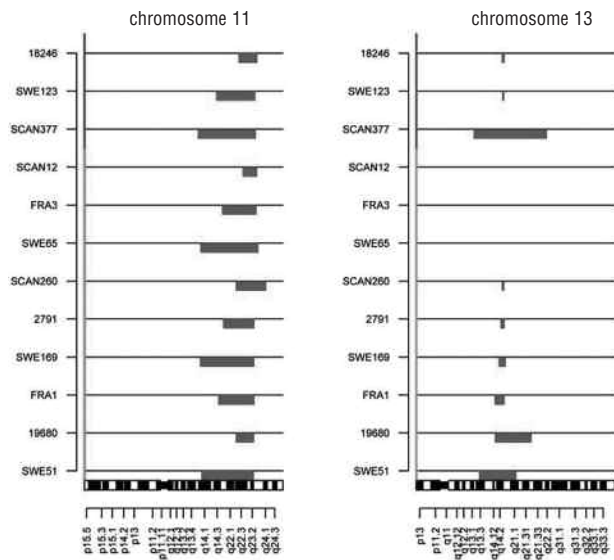 chromosome 11
chromosome 13
18246
SWE123
SCAN377
SCAN12
FRA3
SWE65
SCAN260
2791
SWE169
FRA1
19680
SWE51
18246
SWE123
SCAN377
SCAN12
FRA3
SWE65
SCAN260
2791
SWE169
FRA1
19680
SWE51
p15.5 p15.3 p15.1 p14.2 p13 p11.2 p11.11 q12.1 q12.3 q13.2 q13.4 q14.1 q14.3 q22.1 q22.3 q23.2 q24.1 q24.3
p13 p11.2 q11 q12.12 q12.2 q13.1 q13.3 q14.12 q14.2 q21.1 q21.31 q21.33 q22.2 q31.1 q31.3 q32.2 q33.1 q33.3